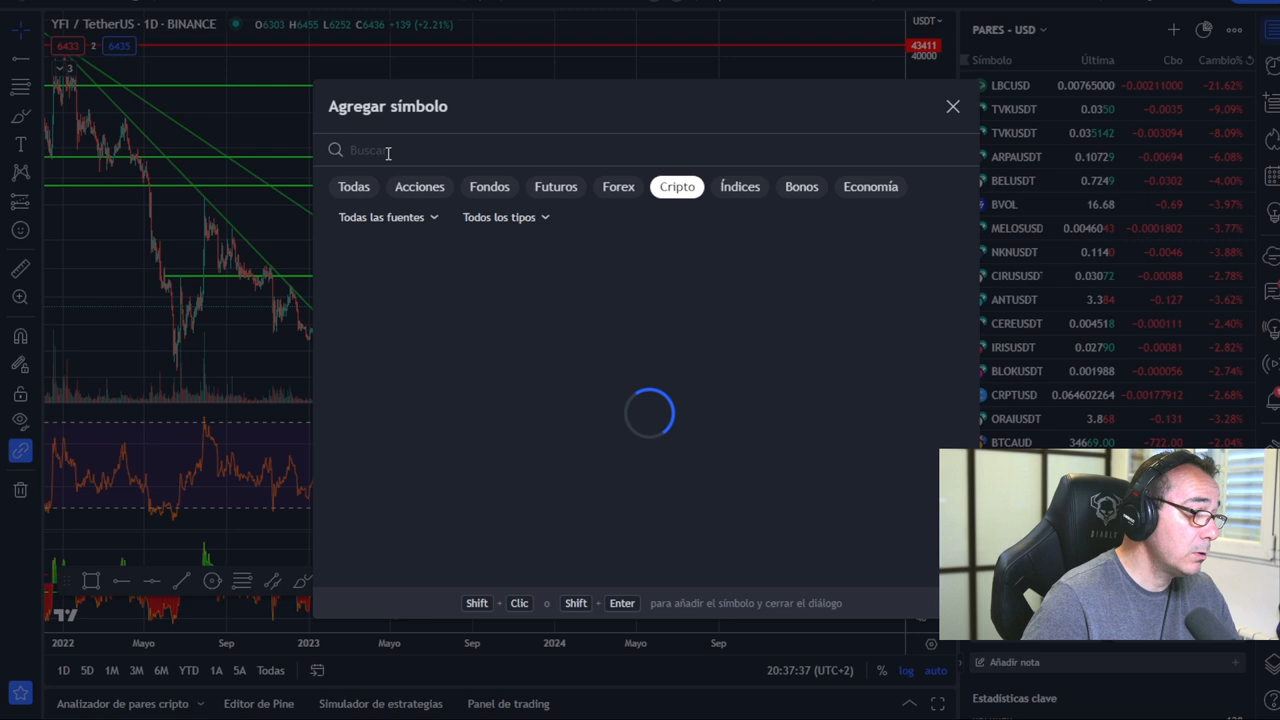 YFI / TetherUS · 1D · BINANCE
O6303 H6455 L6252 C6436 +139 (+2.21%)
USDT
PARES - USD
6433 2 6435
43411
40000
3
Símbolo Última Cbo Cambio%
Agregar símbolo
Buscar
Todas Acciones Fondos Futuros Forex Cripto Índices Bonos Economía
Todas las fuentes Todos los tipos
LBCUSD 0.00765000 -0.00211000 -21.62%
TVKUSDT 0.0350 -0.0035 -9.09%
TVKUSDT 0.035142 -0.003094 -8.09%
ARPAUSDT 0.10729 -0.00694 -6.08%
BELUSDT 0.7249 -0.0302 -4.00%
BVOL 16.68 -0.69 -3.97%
MELOSUSD 0.0046043 -0.0001802 -3.77%
NKNUSDT 0.1140 -0.0046 -3.88%
CIRUSUSDT 0.03072 -0.00088 -2.78%
ANTUSDT 3.384 -0.127 -3.62%
CEREUSDT 0.004518 -0.000111 -2.40%
IRISUSDT 0.02790 -0.00081 -2.82%
BLOKUSDT 0.001988 -0.000056 -2.74%
CRPTUSD 0.064602264 -0.00177912 -2.68%
ORAIUSDT 3.868 -0.131 -3.28%
BTCAUD 34669.00 -722.00 -2.04%
Shift + Clic o Shift + Enter para añadir el símbolo y cerrar el diálogo
DIABLO
2022 Mayo Sep 2023 Mayo Sep 2024 Mayo Sep
1D 5D 1M 3M 6M YTD 1A 5A Todas
20:37:37 (UTC+2) % log auto
Añadir nota
Estadísticas clave
Analizador de pares cripto Editor de Pine Simulador de estrategias Panel de trading